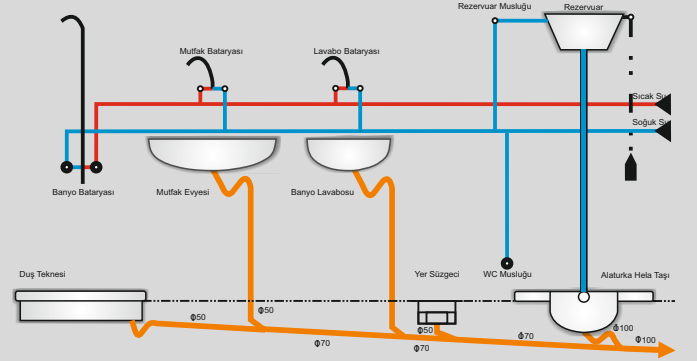 Rezervuar Musluğu
Rezervuar
Mutfak Bataryası
Lavabo Bataryası
Sıcak Su
Soğuk Su
Banyo Bataryası
Mutfak Evyesi
Banyo Lavabosu
Duş Teknesi
Yer Süzgeci
WC Musluğu
Alaturka Hela Taşı
Φ50
Φ50
Φ70
Φ50
Φ70
Φ70
Φ100
Φ100